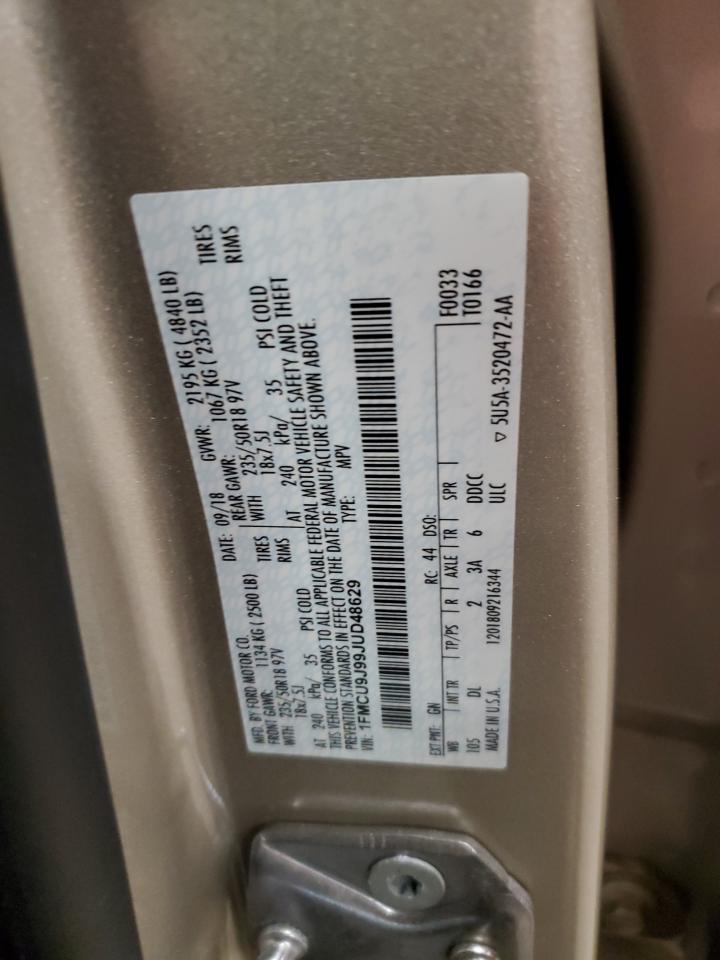 MFD. BY FORD MOTOR CO. DATE: 09/18 GVWR: 2195 KG ( 4840 LB)
FRONT GAWR: 1134 KG ( 2500 LB) REAR GAWR: 1067 KG ( 2352 LB)
WITH 235/50R18 97V TIRES WITH 235/50R18 97V TIRES
18x7.5J RIMS 18x7.5J RIMS
AT 240 kPa/ 35 PSI COLD AT 240 kPa/ 35 PSI COLD
THIS VEHICLE CONFORMS TO ALL APPLICABLE FEDERAL MOTOR VEHICLE SAFETY AND THEFT
PREVENTION STANDARDS IN EFFECT ON THE DATE OF MANUFACTURE SHOWN ABOVE.
VIN: 1FMCU9J99JUD48629 TYPE: MPV
EXT PNT: GN RC: 44 DSO: F0033
WB INT TR TP/PS R AXLE TR SPR T0166
105 DL 2 3A 6 DDCC
MADE IN U.S.A. 1201809216344 ULC ▽ 5U5A-3520472-AA